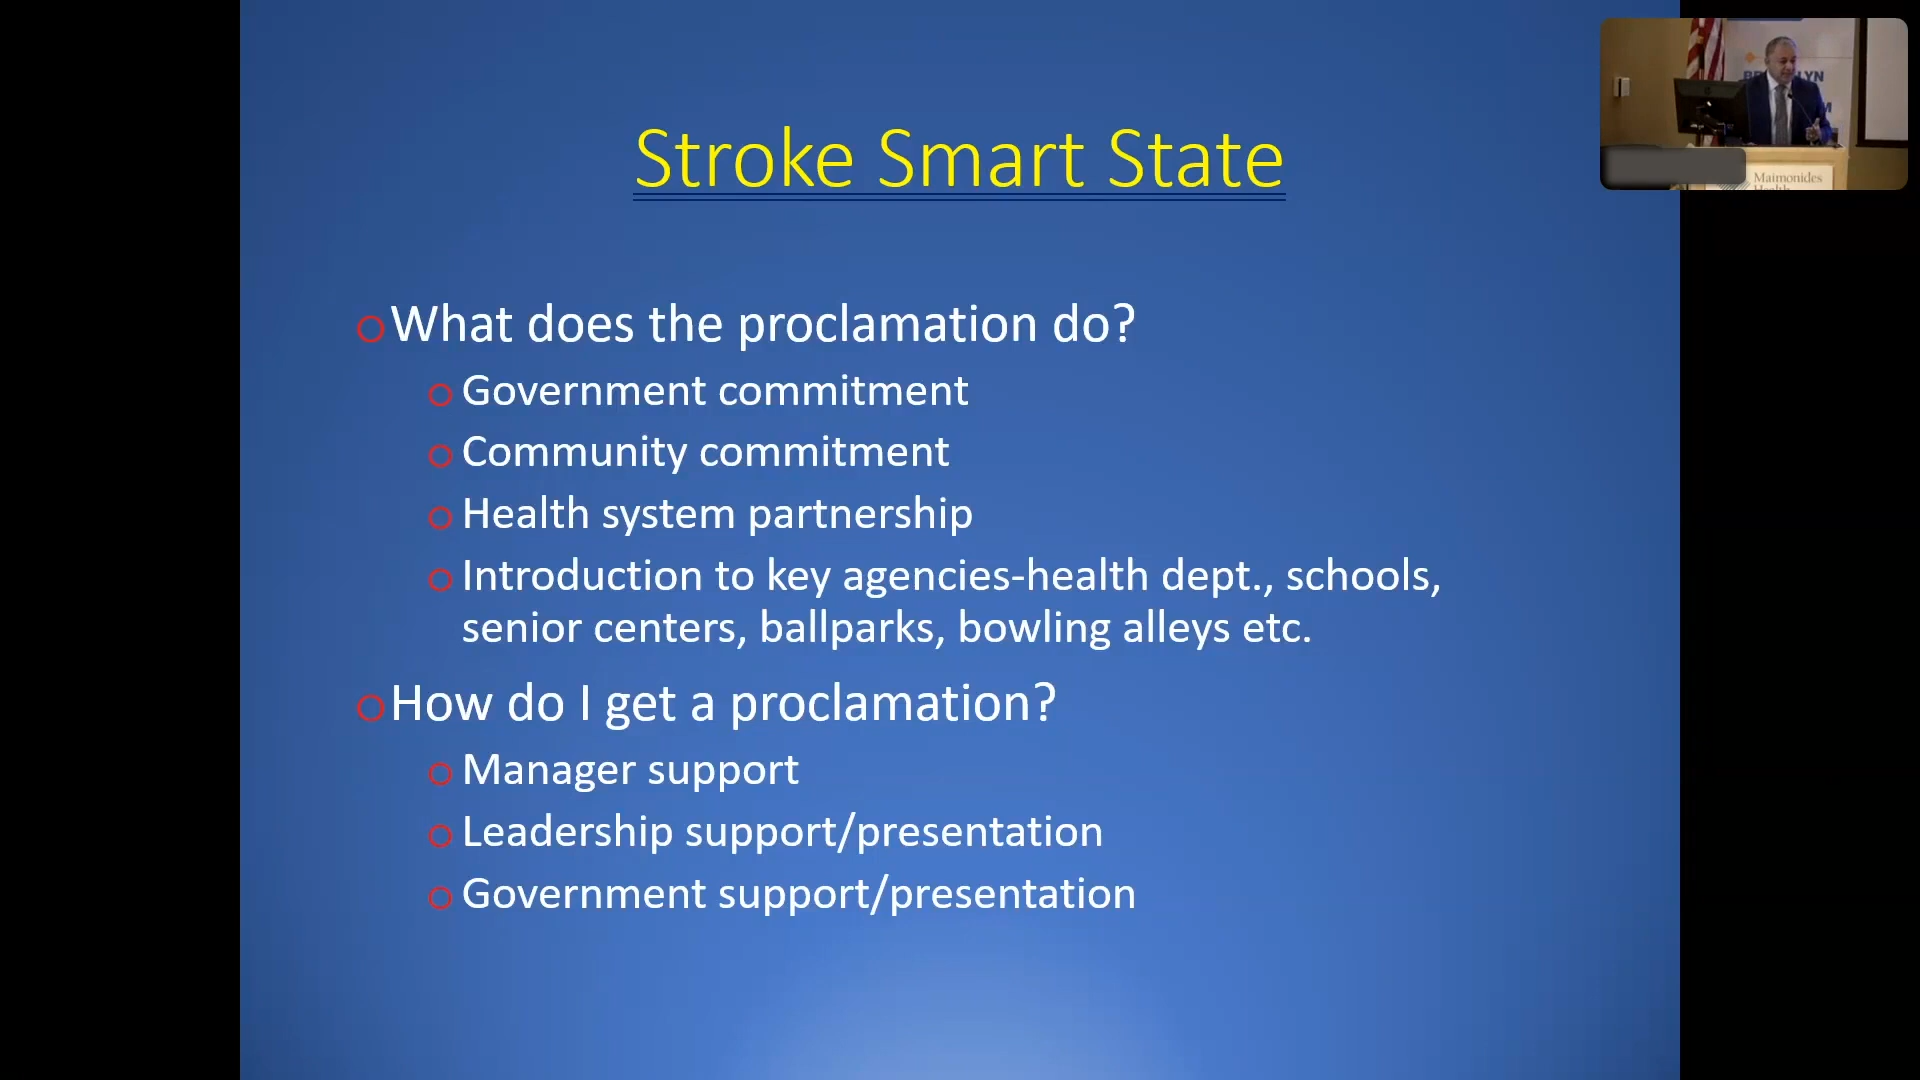 Stroke Smart State
What does the proclamation do?
Government commitment
Community commitment
Health system partnership
Introduction to key agencies-health dept., schools,
senior centers, ballparks, bowling alleys etc.
How do I get a proclamation?
Manager support
Leadership support/presentation
Government support/presentation
Maimonides
Health